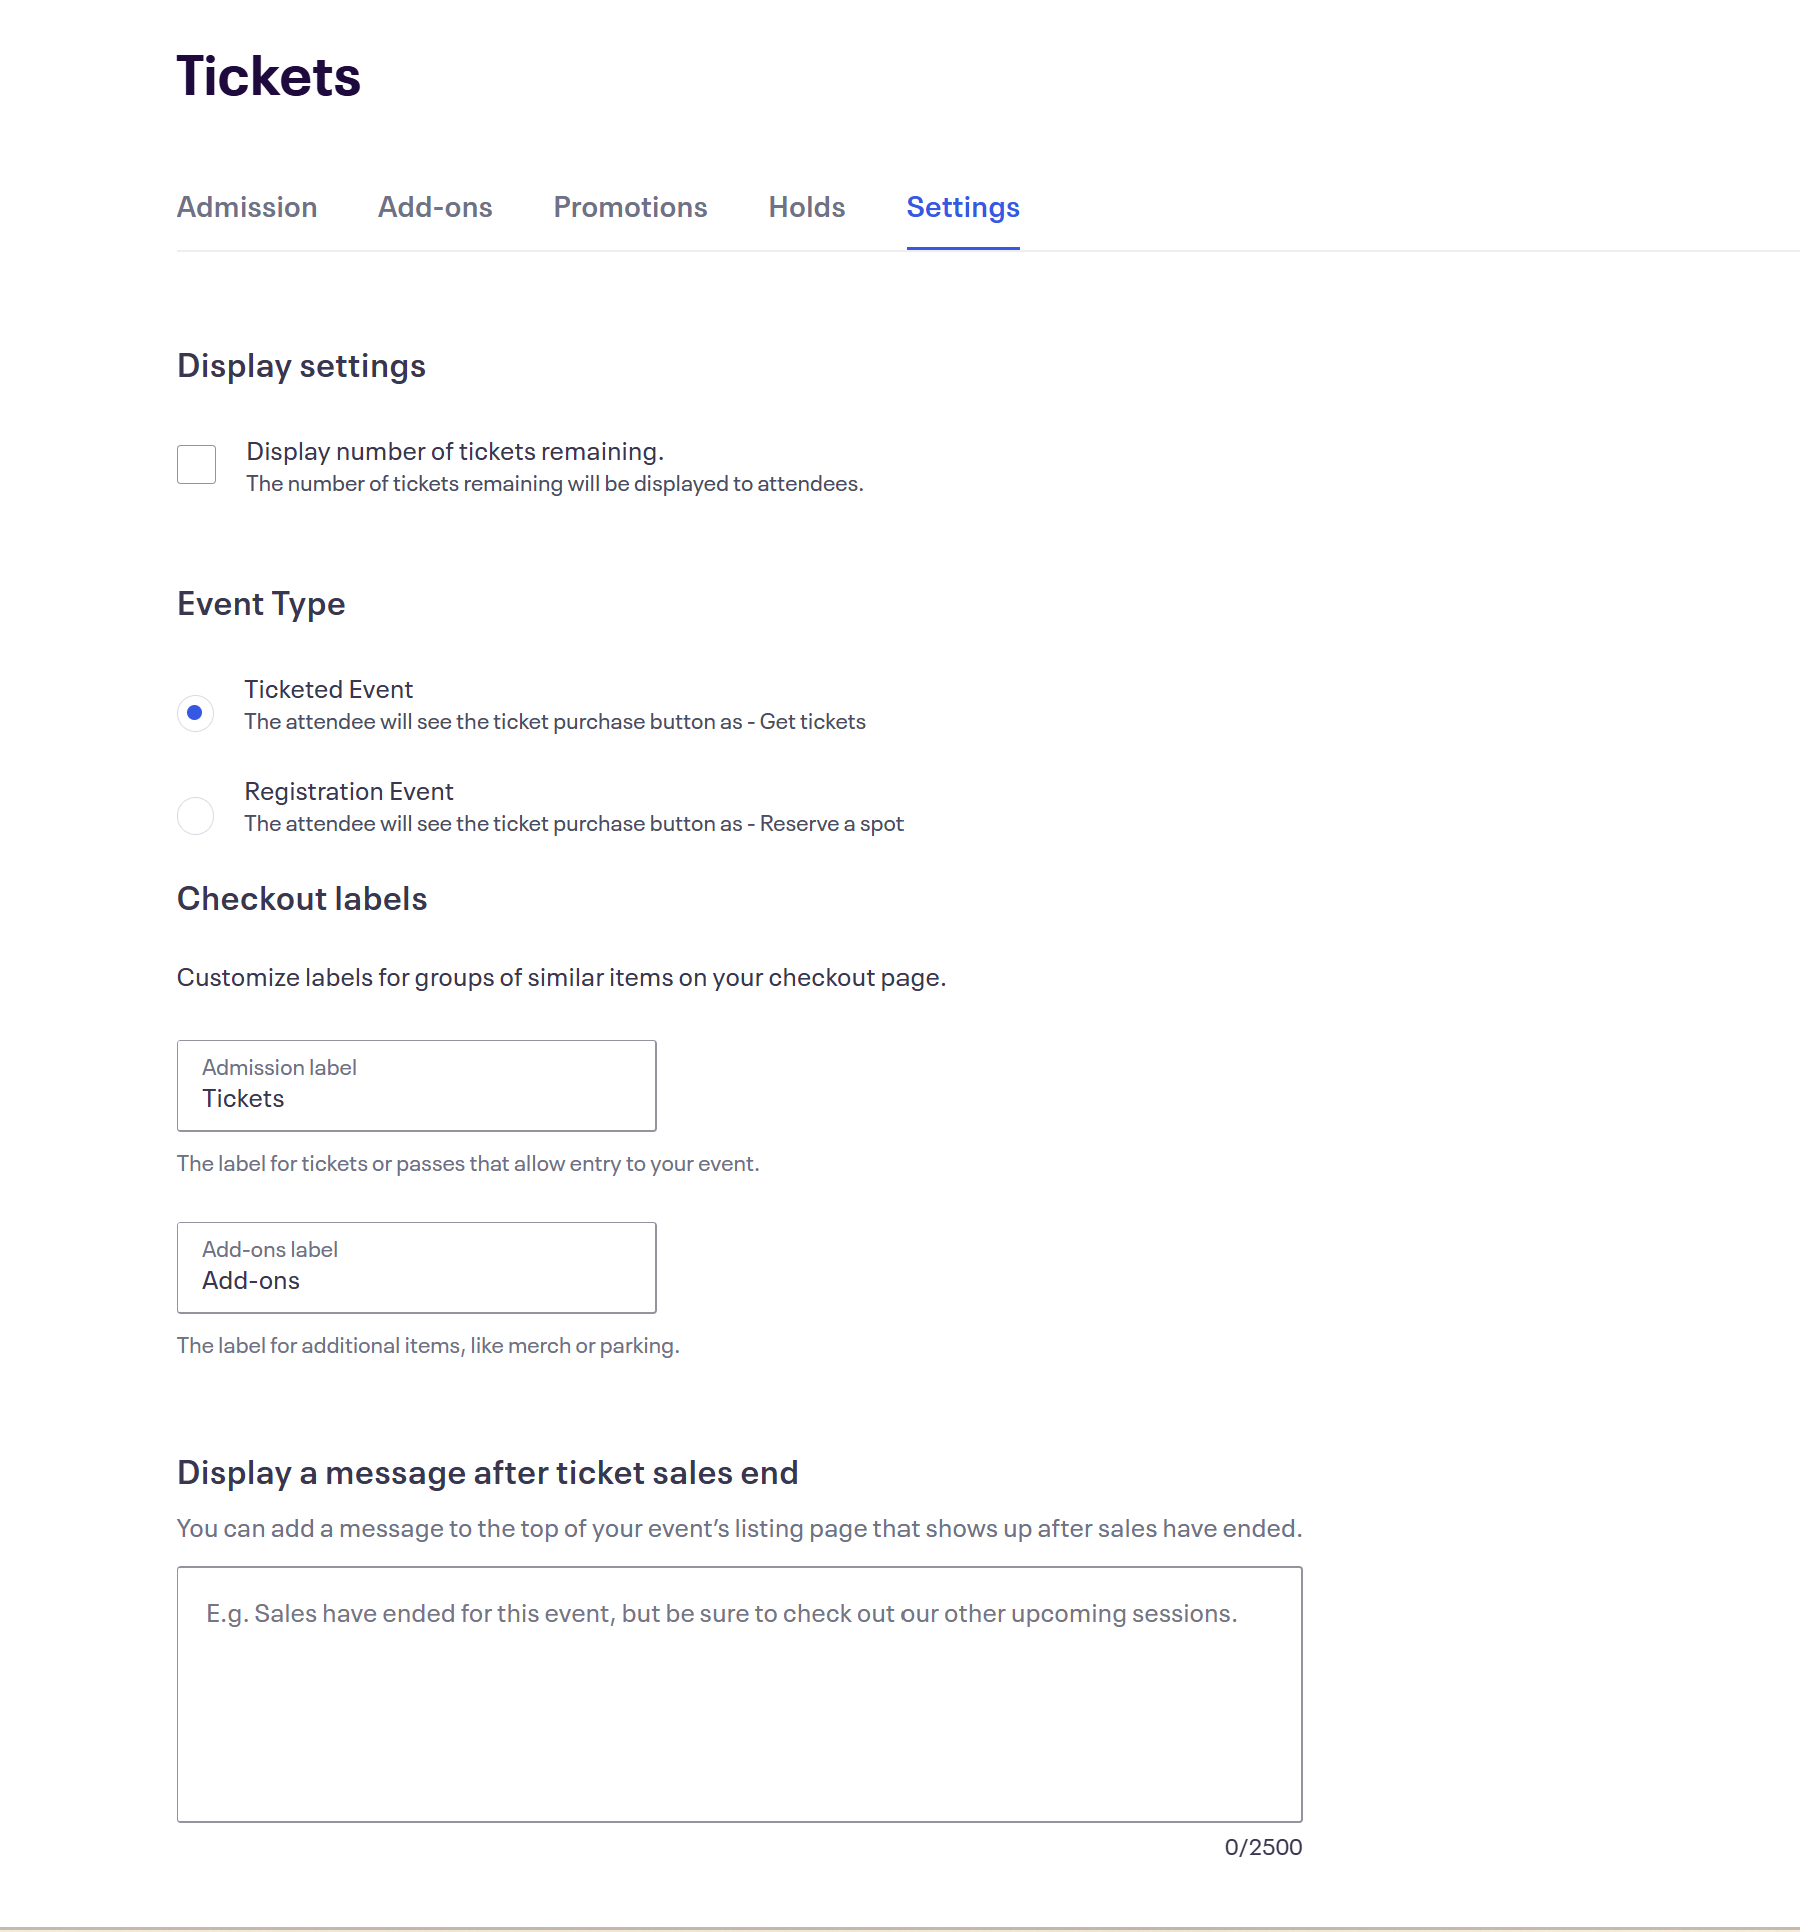 Tickets
Admission Add-ons Promotions Holds Settings
Display settings
Display number of tickets remaining.
The number of tickets remaining will be displayed to attendees.
Event Type
Ticketed Event
The attendee will see the ticket purchase button as - Get tickets
Registration Event
The attendee will see the ticket purchase button as - Reserve a spot
Checkout labels
Customize labels for groups of similar items on your checkout page.
Admission label
Tickets
The label for tickets or passes that allow entry to your event.
Add-ons label
Add-ons
The label for additional items, like merch or parking.
Display a message after ticket sales end
You can add a message to the top of your event’s listing page that shows up after sales have ended.
E.g. Sales have ended for this event, but be sure to check out our other upcoming sessions.
0/2500